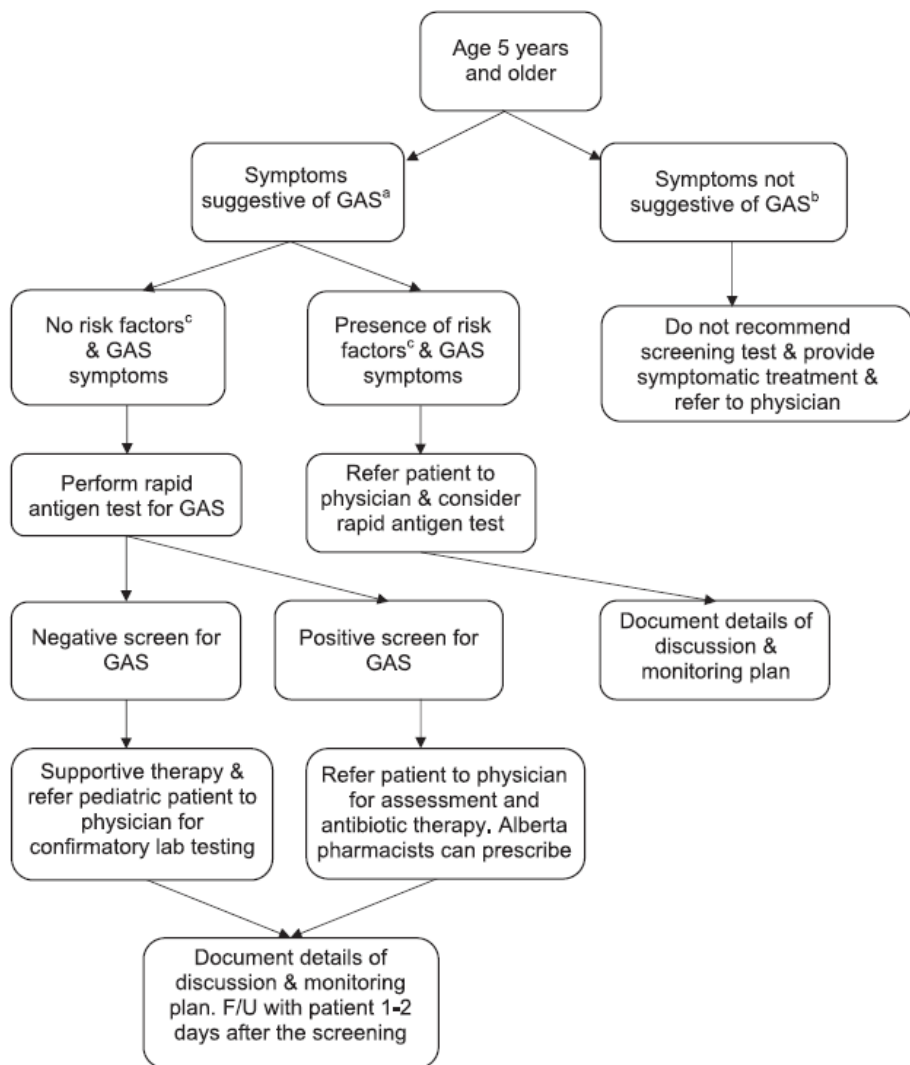 Age 5 years
and older
Symptoms
suggestive of GASᵃ
Symptoms not
suggestive of GASᵇ
No risk factorsᶜ
& GAS
symptoms
Presence of risk
factorsᶜ & GAS
symptoms
Do not recommend
screening test & provide
symptomatic treatment &
refer to physician
Perform rapid
antigen test for GAS
Refer patient to
physician & consider
rapid antigen test
Negative screen for
GAS
Positive screen for
GAS
Document details of
discussion &
monitoring plan
Supportive therapy &
refer pediatric patient to
physician for
confirmatory lab testing
Refer patient to physician
for assessment and
antibiotic therapy. Alberta
pharmacists can prescribe
Document details of
discussion & monitoring
plan. F/U with patient 1-2
days after the screening